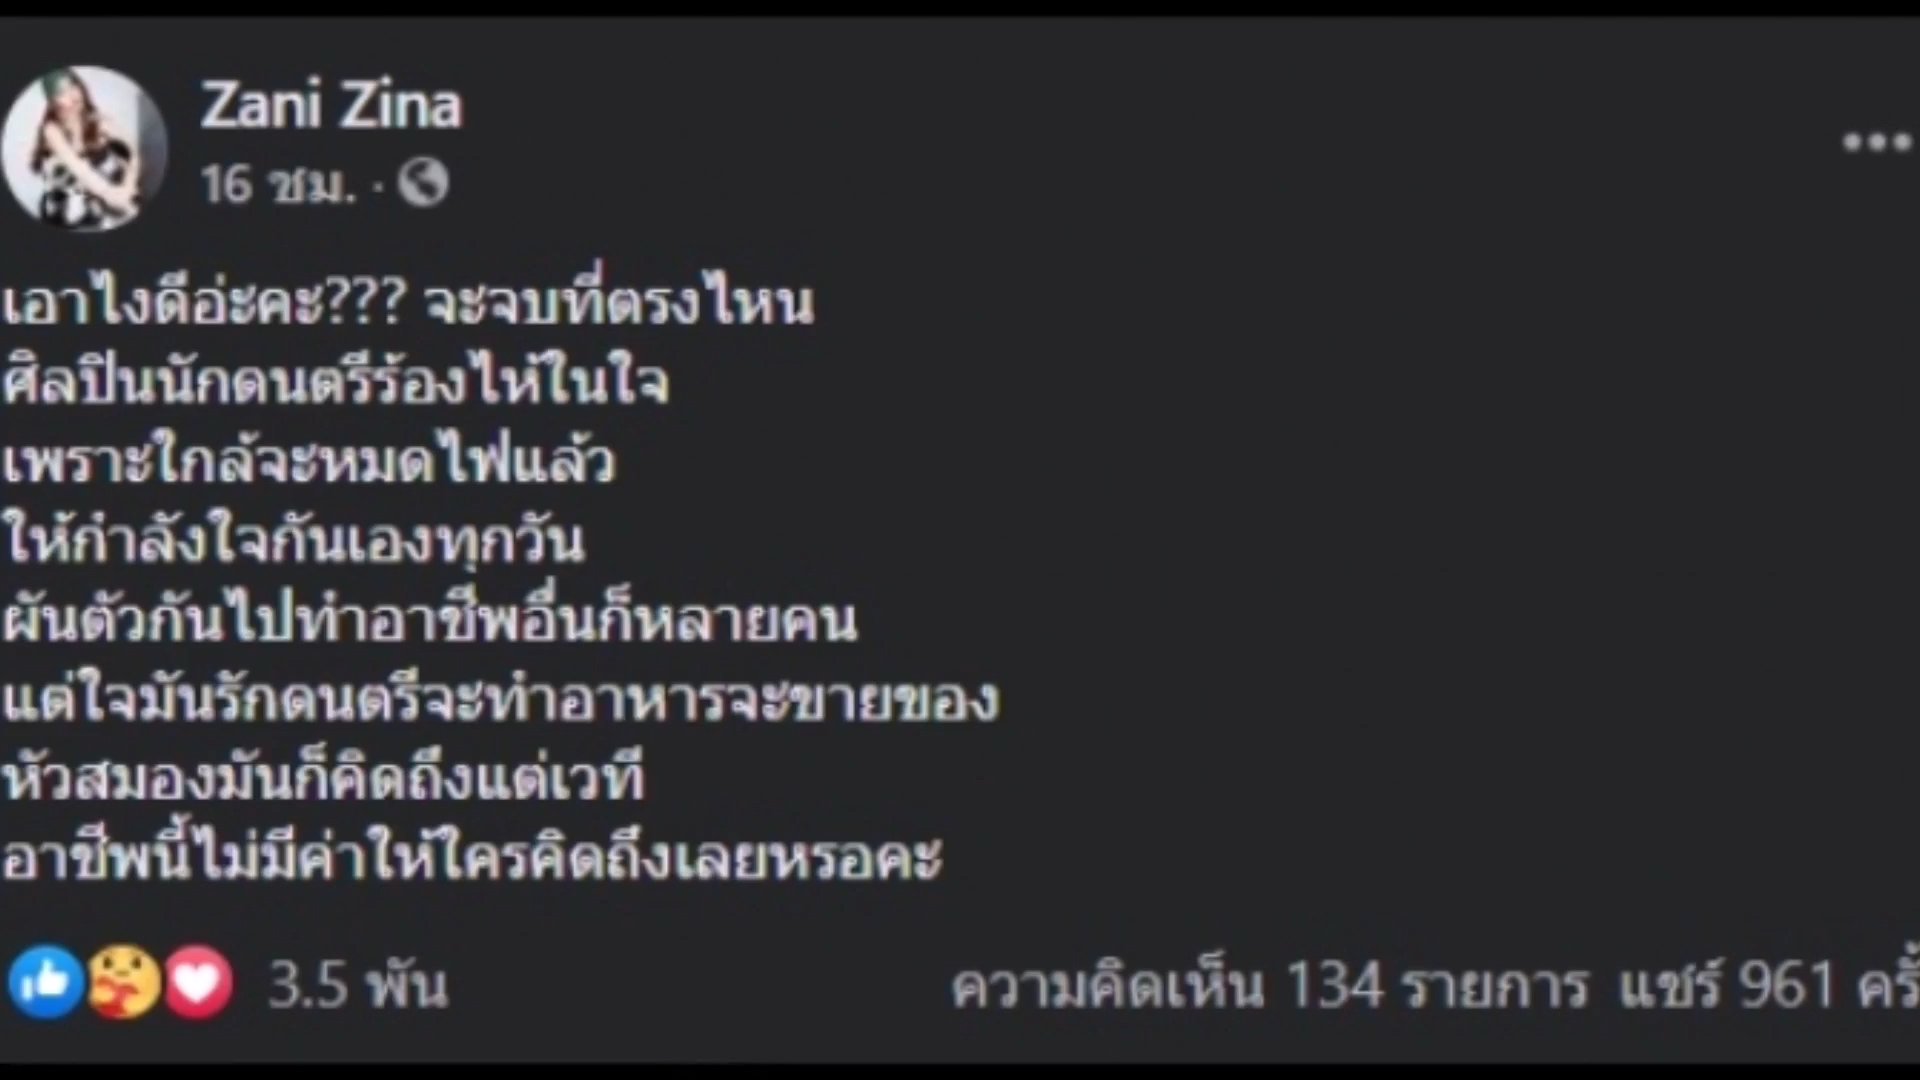 Zani Zina
16 ชม. ·
เอาไงดีอ่ะคะ??? จะจบที่ตรงไหน
ศิลปินนักดนตรีร้องไห้ในใจ
เพราะใกล้จะหมดไฟแล้ว
ให้กำลังใจกันเองทุกวัน
ผันตัวกันไปทำอาชีพอื่นก็หลายคน
แต่ใจมันรักดนตรีจะทำอาหารจะขายของ
หัวสมองมันก็คิดถึงแต่เวที
อาชีพนี้ไม่มีค่าให้ใครคิดถึงเลยหรอคะ
3.5 พัน ความคิดเห็น 134 รายการ แชร์ 961 ครั้